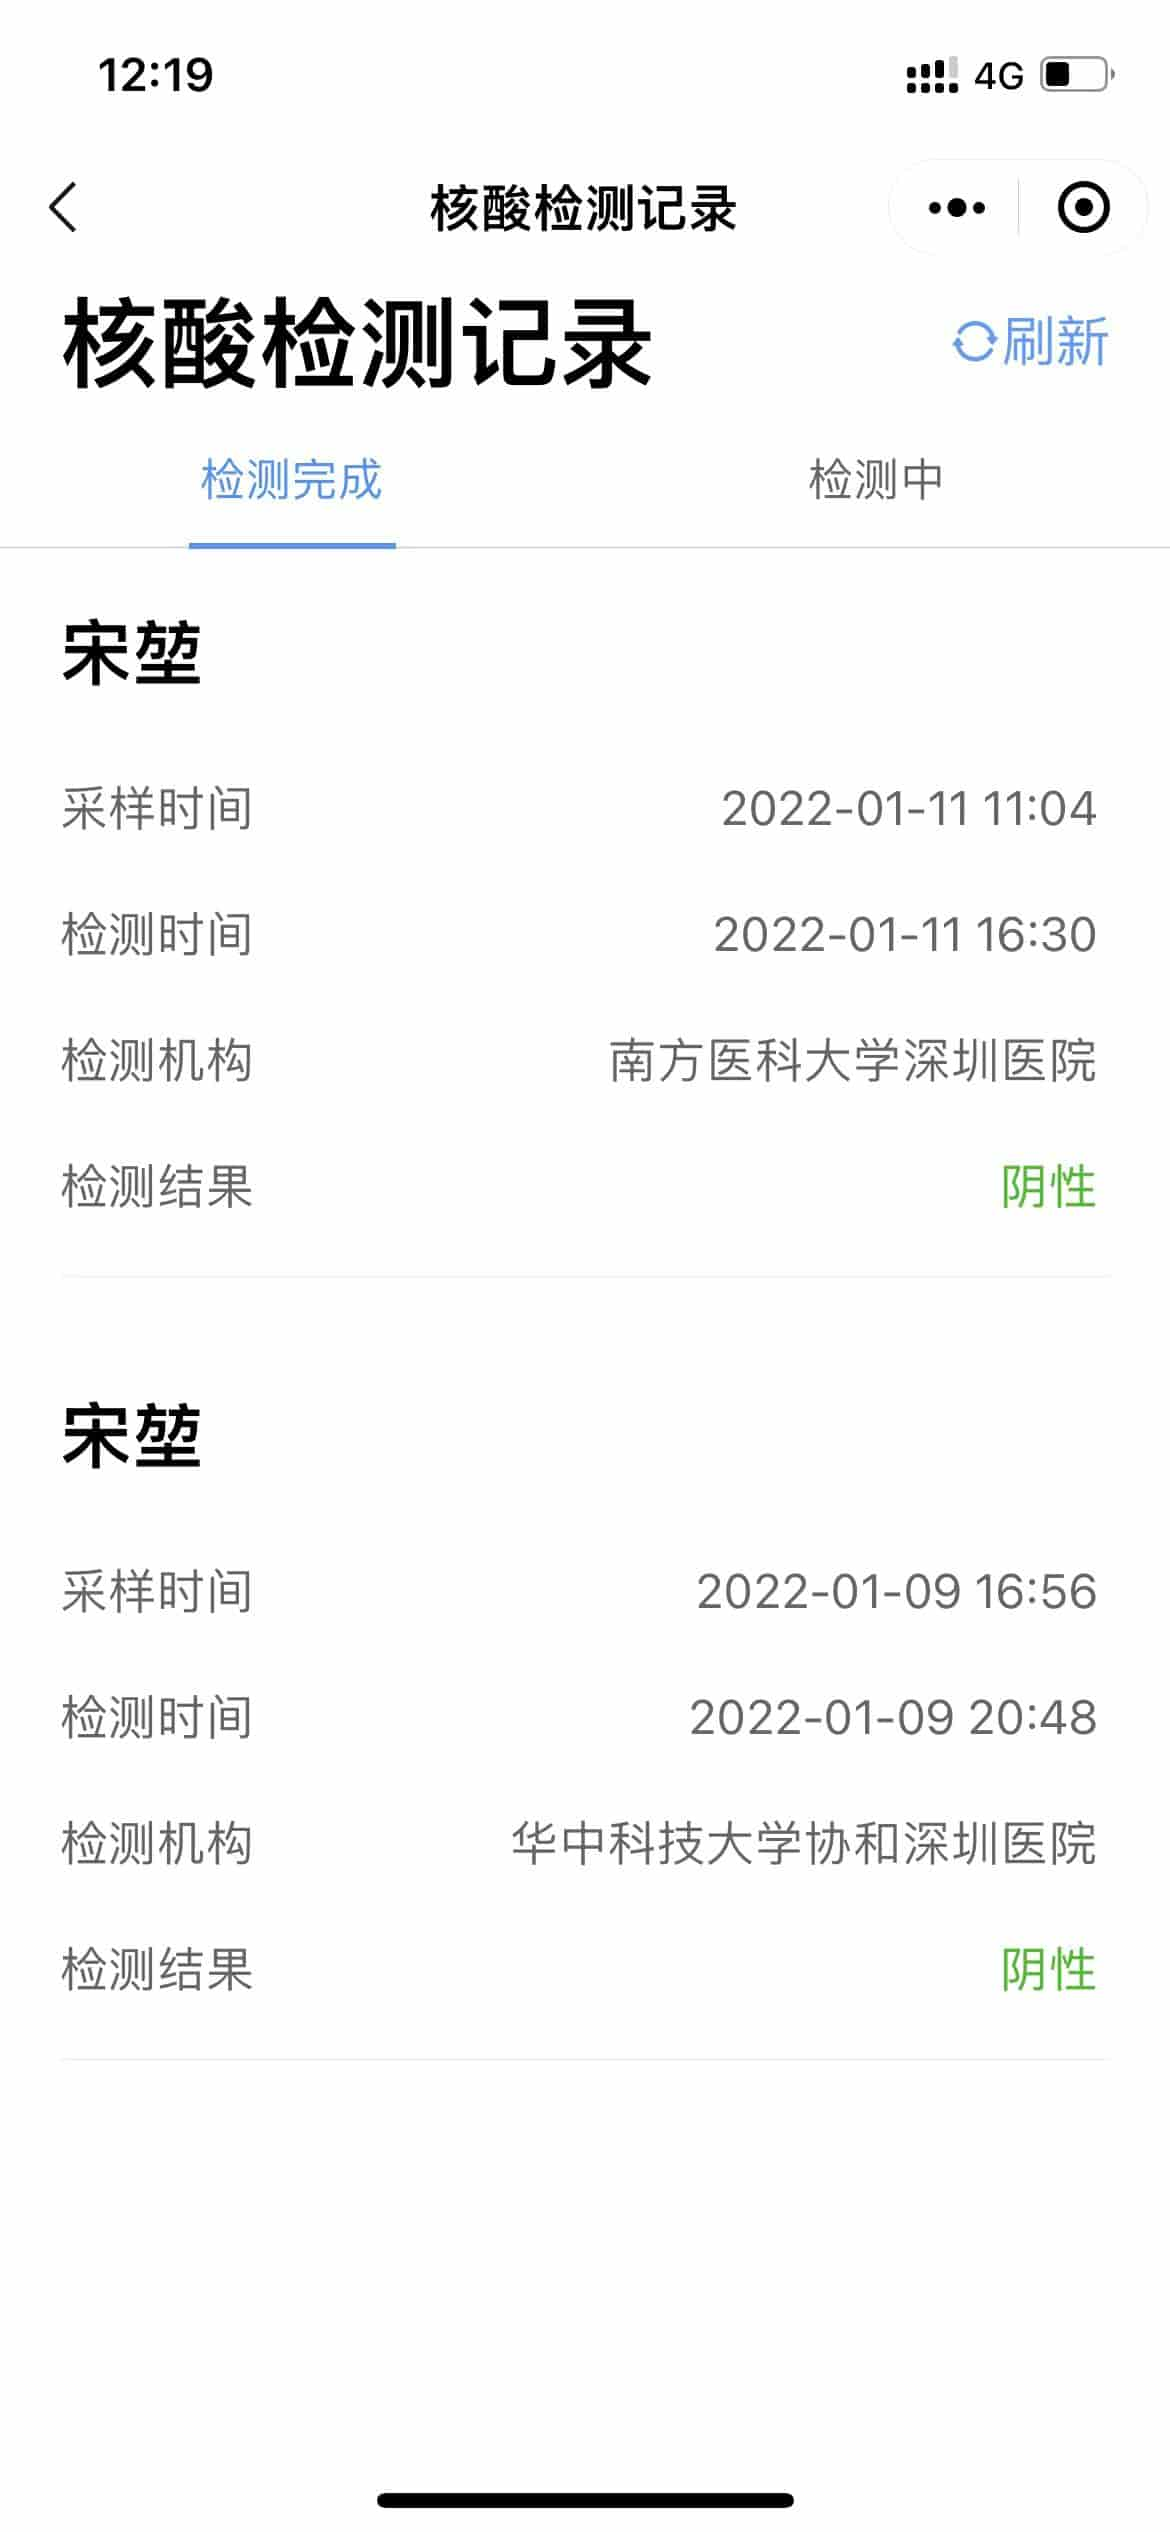 12:19 4G
核酸检测记录
核酸检测记录 刷新
检测完成 检测中
宋堃
采样时间 2022-01-11 11:04
检测时间 2022-01-11 16:30
检测机构 南方医科大学深圳医院
检测结果 阴性
宋堃
采样时间 2022-01-09 16:56
检测时间 2022-01-09 20:48
检测机构 华中科技大学协和深圳医院
检测结果 阴性